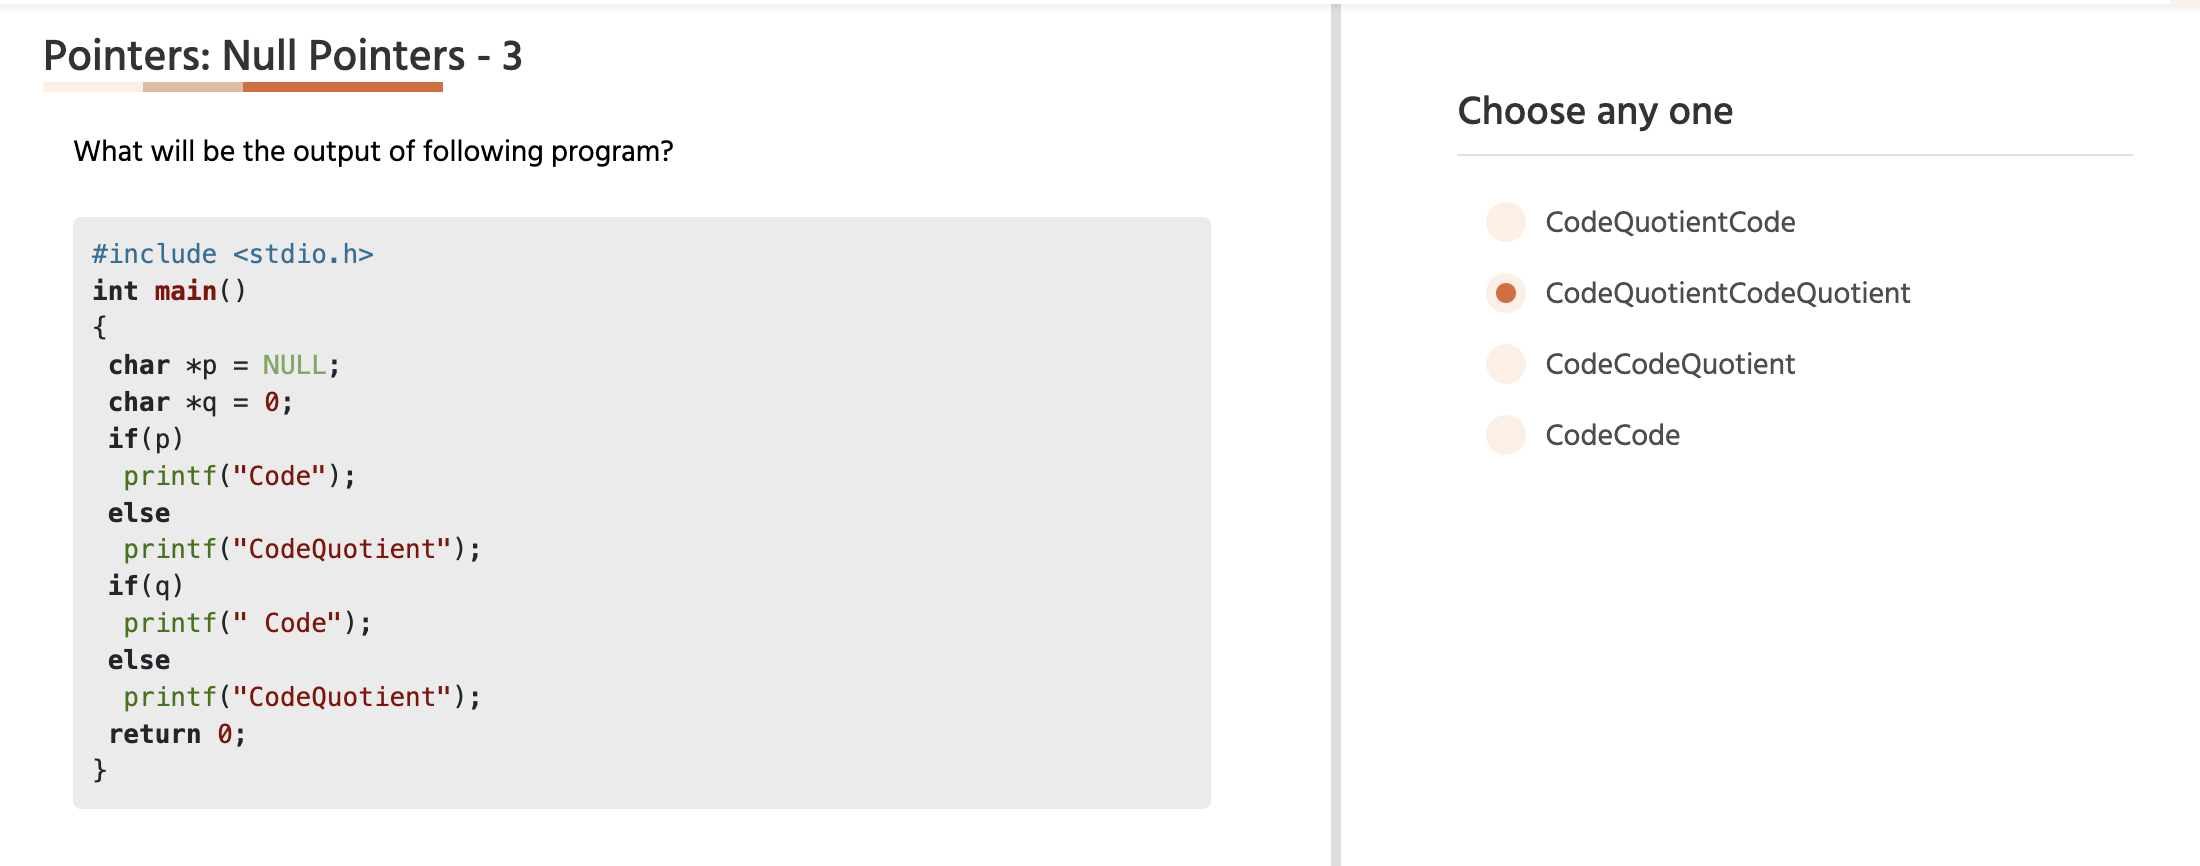 Pointers: Null Pointers - 3
What will be the output of following program?
#include <stdio.h>
int main()
{
 char *p = NULL;
 char *q = 0;
 if(p)
  printf("Code");
 else
  printf("CodeQuotient");
 if(q)
  printf(" Code");
 else
  printf("CodeQuotient");
 return 0;
}
Choose any one
CodeQuotientCode
CodeQuotientCodeQuotient
CodeCodeQuotient
CodeCode